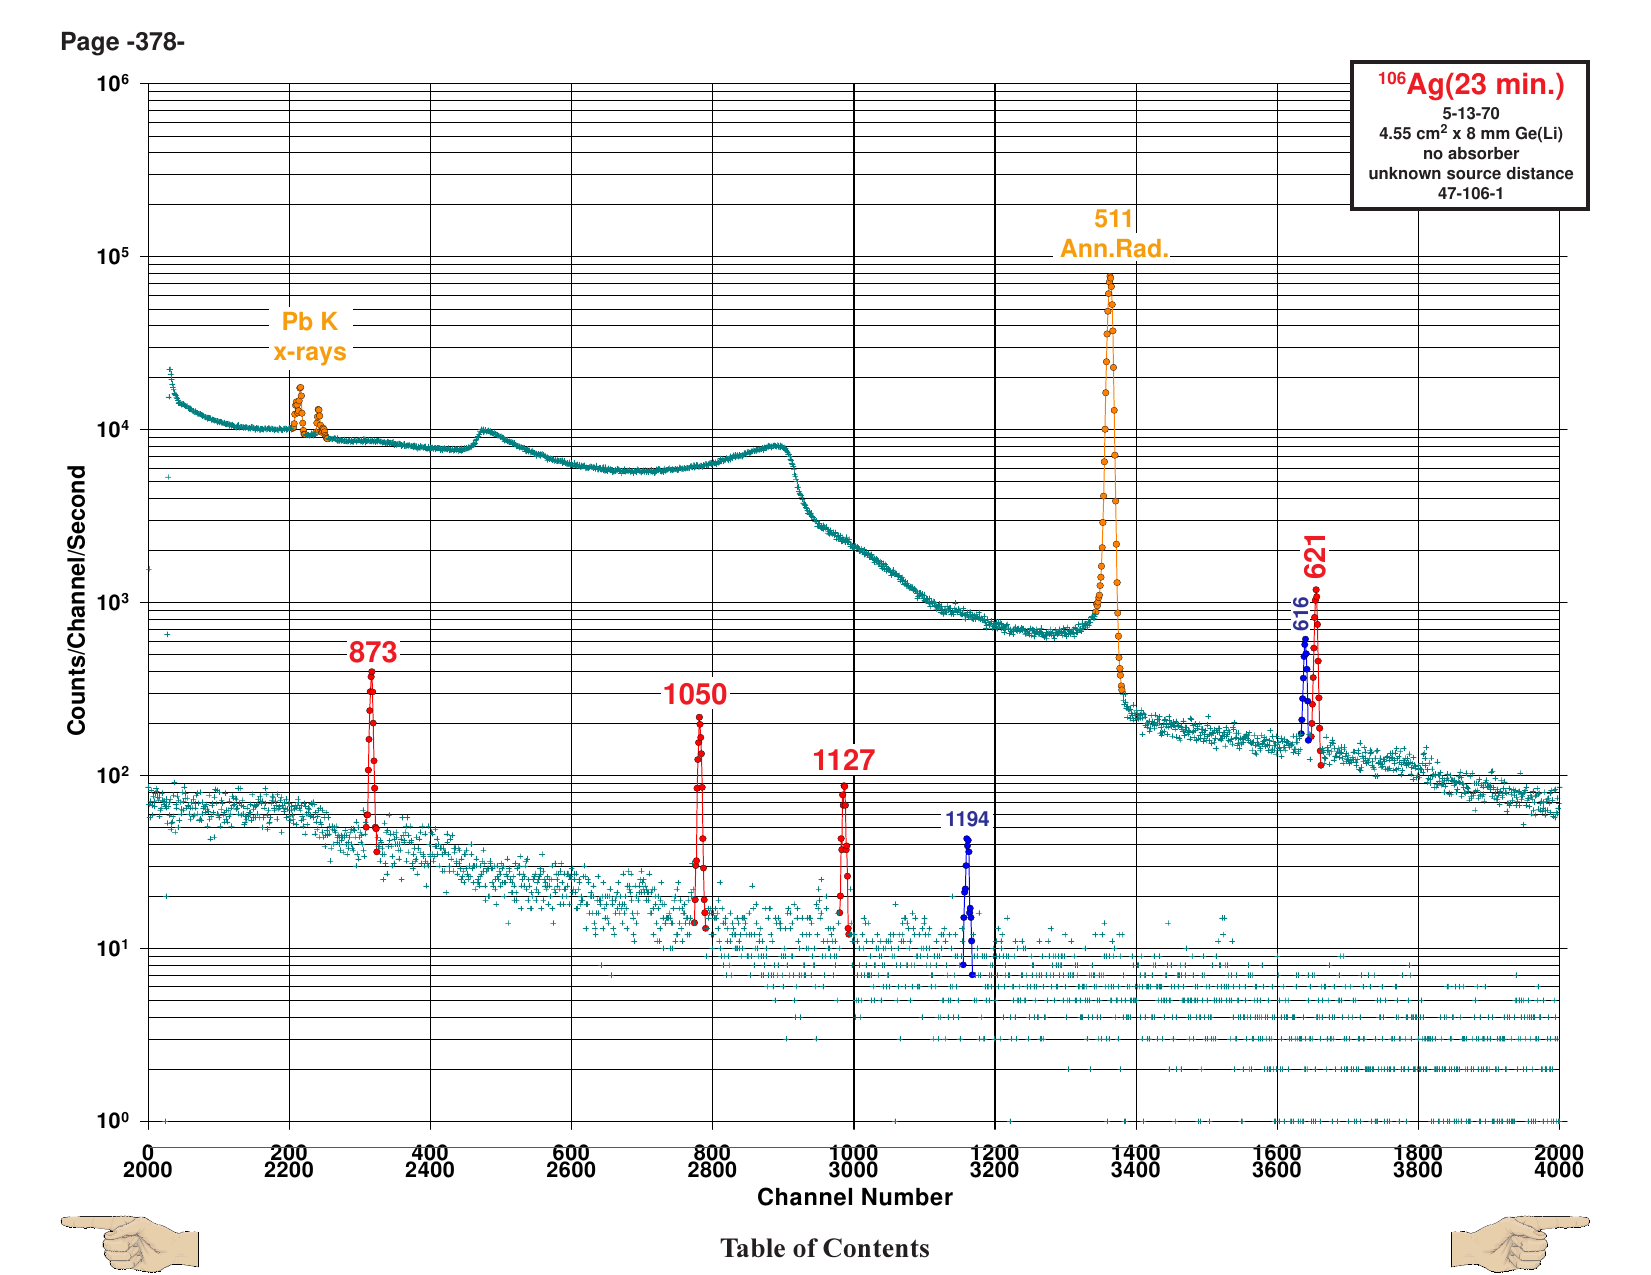 Page -378-
10⁶
10⁵
10⁴
10³
10²
10¹
10⁰
Counts/Channel/Second
¹⁰⁶Ag(23 min.)
5-13-70
4.55 cm² x 8 mm Ge(Li)
no absorber
unknown source distance
47-106-1
511
Ann.Rad.
Pb K
x-rays
621
616
873
1050
1127
1194
0 200 400 600 800 1000 1200 1400 1600 1800 2000
2000 2200 2400 2600 2800 3000 3200 3400 3600 3800 4000
Channel Number
Table of Contents